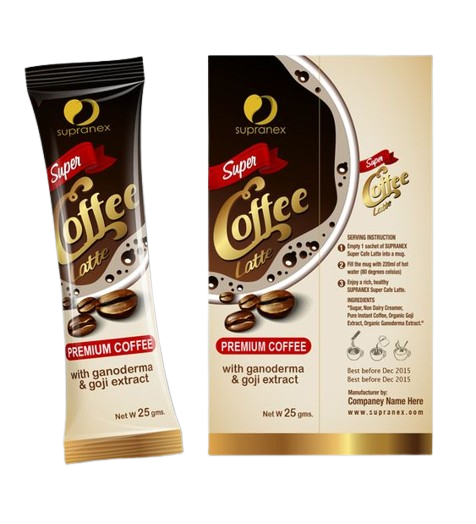 supranex
Super
Coffee
Latte
PREMIUM COFFEE
with ganoderma
& goji extract
Net W 25 gms.
supranex
Super
Coffee
Latte
PREMIUM COFFEE
with ganoderma
& goji extract
Net W 25 gms.
Super
Coffee
Latte
SERVING INSTRUCTION
1 Empty 1 sachet of SUPRANEX
Super Cafe Latte into a mug.
2 Fill the mug with 220ml of hot
water (80 degrees celsius)
3 Enjoy a rich, healthy
SUPRANEX Super Cafe Latte.
INGREDIENTS
"Sugar, Non Dairy Creamer,
Pure Instant Coffee, Organic Goji
Extract, Organic Ganoderma Extract."
Best before Dec 2015
Best before Dec 2015
Manufacturer by:
Companey Name Here
www.supranex.com